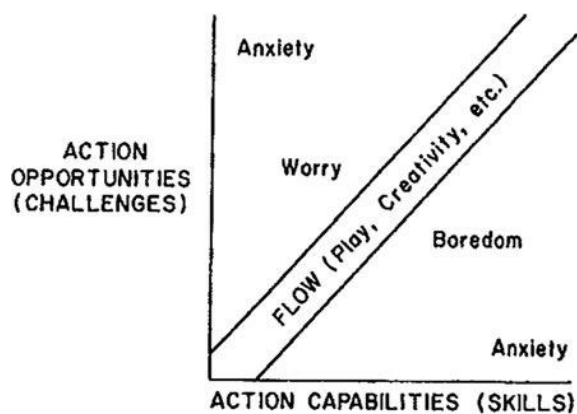 Anxiety
ACTION
OPPORTUNITIES
(CHALLENGES)
Worry
FLOW (Play, Creativity, etc.)
Boredom
Anxiety
ACTION CAPABILITIES (SKILLS)